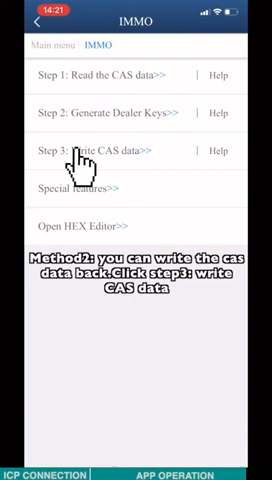 14:21
IMMO
Main menu | IMMO
Step 1: Read the CAS data>> | Help
Step 2: Generate Dealer Keys>> | Help
Step 3: Write CAS data>> | Help
Special features>>
Open HEX Editor>>
Method2: you can write the cas
data back.Click step3: write
CAS data
ICP CONNECTION APP OPERATION